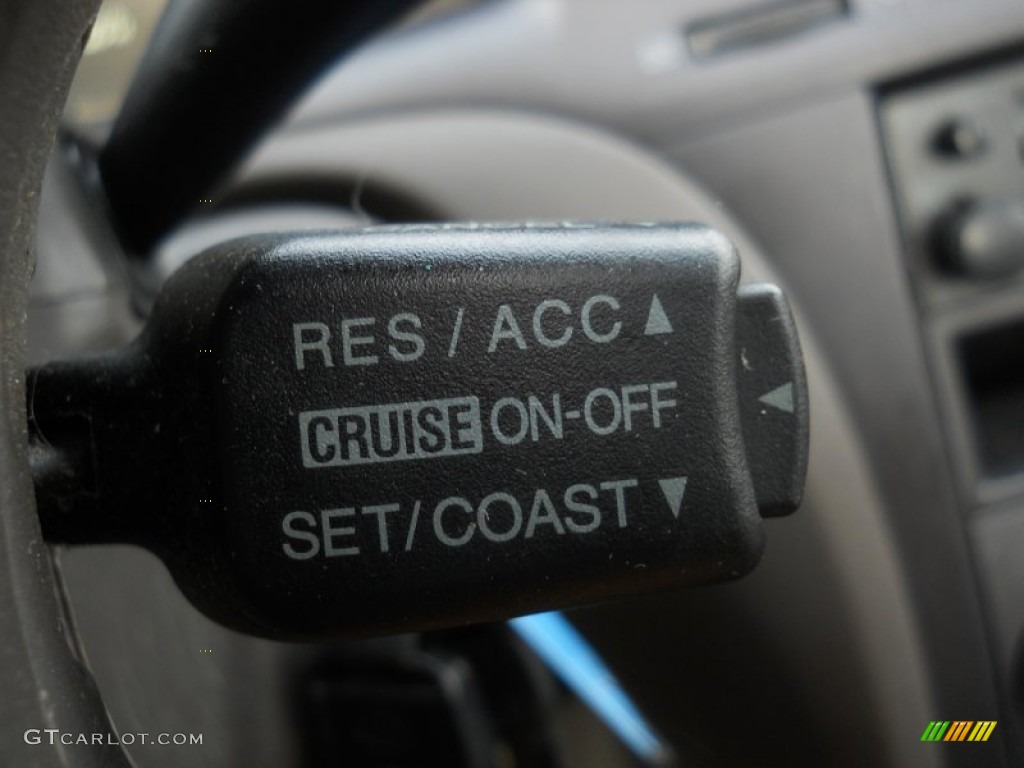 RES / ACC ▲
CRUISE ON-OFF ◀
SET/COAST ▼
GTCARLOT.COM